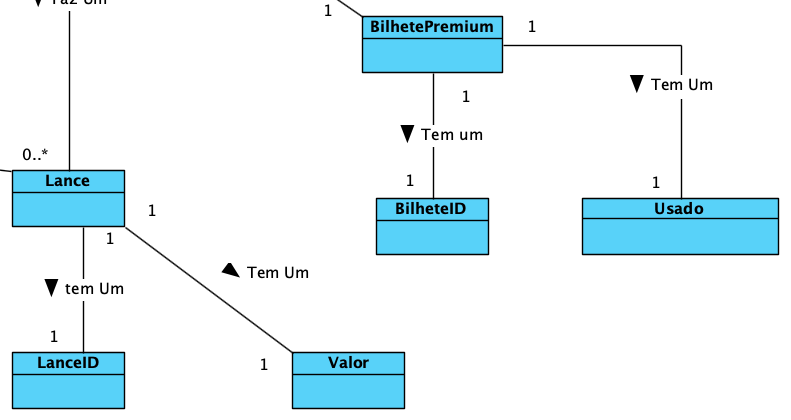 Faz Um
1
BilhetePremium
1
Tem Um
1
Tem um
0..*
Lance
1
1
BilheteID
1
Usado
1
1
Tem Um
tem Um
1
LanceID
1
Valor